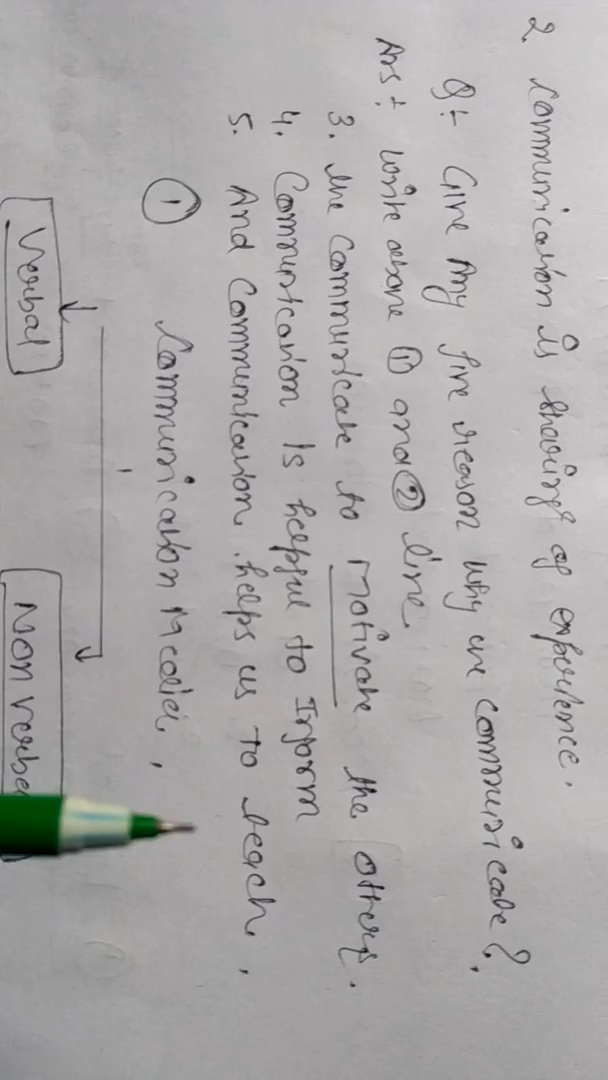 2. Communication is sharing of experience.
Q:- Give Any five reason why we communicate?
Ans:- write above ① and ② line.
3. We Communicate to motivate the others.
4. Communication Is helpful to Inform
5. And Communication helps us to teach,
① Communication Media,
Verbal
Non Verbal